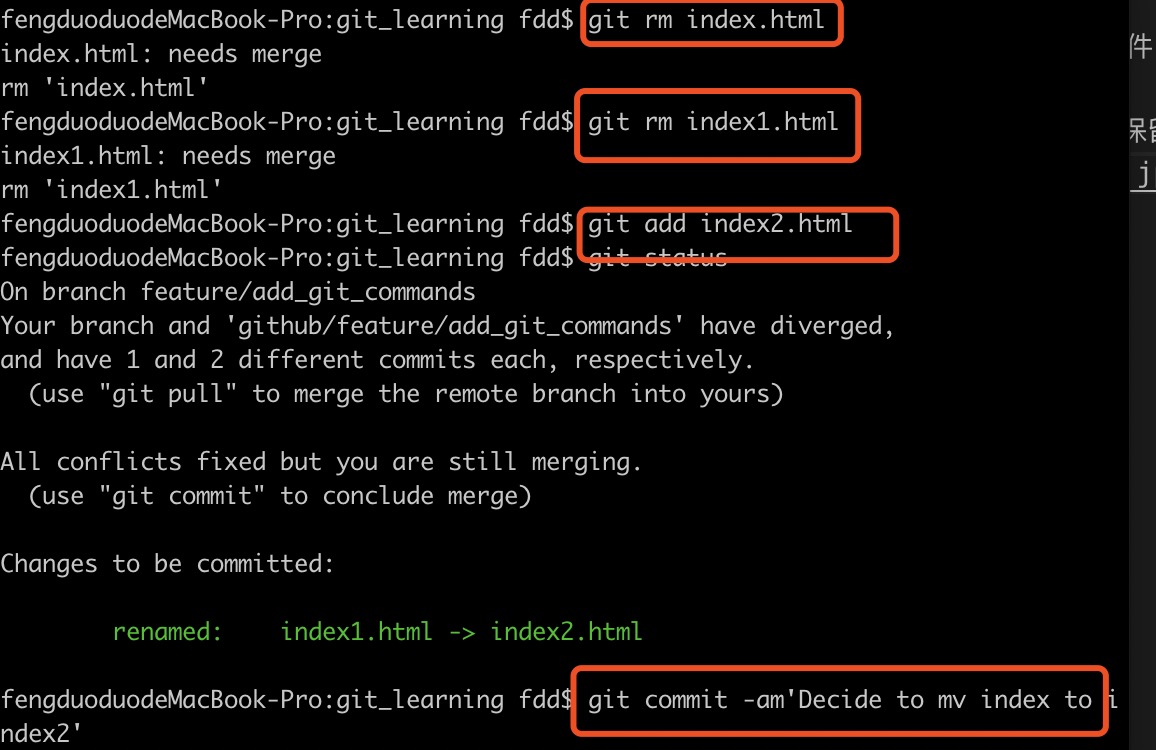 fengduoduodeMacBook-Pro:git_learning fdd$ git rm index.html
index.html: needs merge
rm 'index.html'
fengduoduodeMacBook-Pro:git_learning fdd$ git rm index1.html
index1.html: needs merge
rm 'index1.html'
fengduoduodeMacBook-Pro:git_learning fdd$ git add index2.html
fengduoduodeMacBook-Pro:git_learning fdd$ git status
On branch feature/add_git_commands
Your branch and 'github/feature/add_git_commands' have diverged,
and have 1 and 2 different commits each, respectively.
  (use "git pull" to merge the remote branch into yours)
All conflicts fixed but you are still merging.
  (use "git commit" to conclude merge)
Changes to be committed:
        renamed:    index1.html -> index2.html
fengduoduodeMacBook-Pro:git_learning fdd$ git commit -am'Decide to mv index to i
ndex2'
件